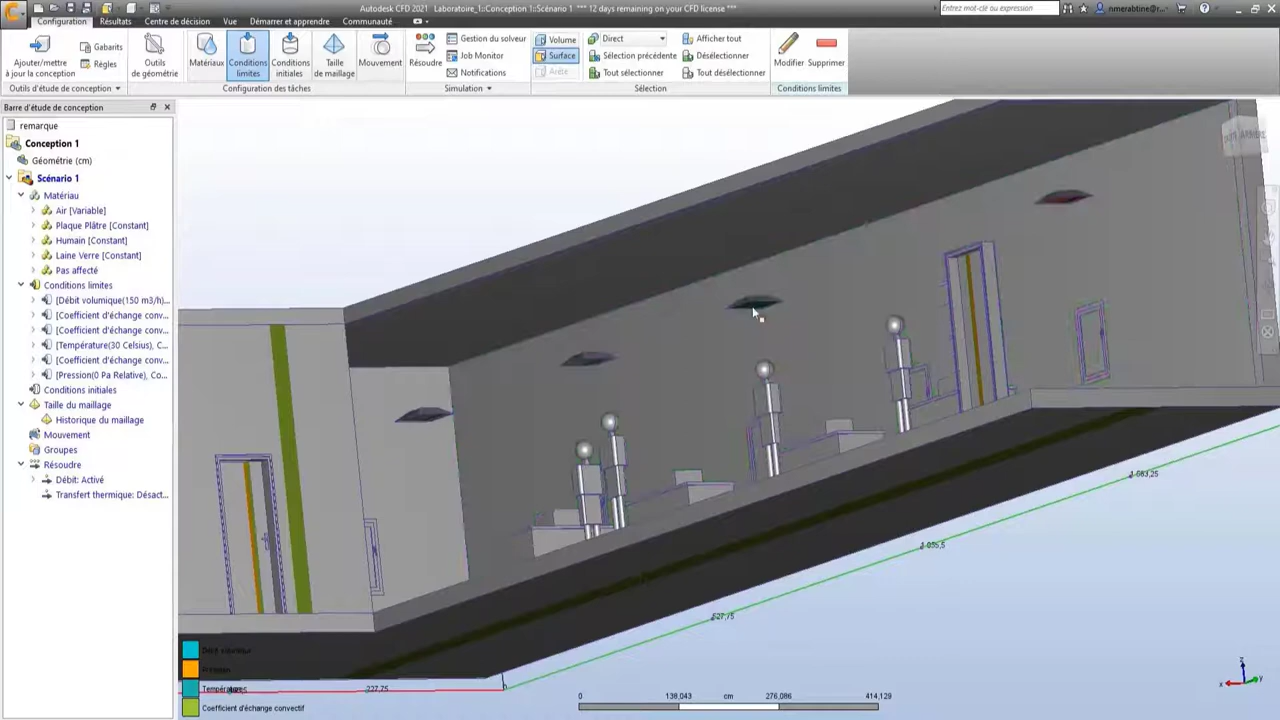 Autodesk CFD 2021 Laboratoire_1::Conception 1::Scénario 1 *** 12 days remaining on your CFD license ***
Entrez mot-clé ou expression
nmerabtine@r...
Configuration Résultats Centre de décision Vue Démarrer et apprendre Communauté
Ajouter/mettre à jour la conception
Gabarits
Règles
Outils de géométrie
Matériaux
Conditions limites
Conditions initiales
Taille de maillage
Mouvement
Résoudre
Gestion du solveur
Job Monitor
Notifications
Volume
Surface
Arête
Direct
Sélection précédente
Tout sélectionner
Afficher tout
Désélectionner
Tout désélectionner
Modifier
Supprimer
Outils d'étude de conception
Configuration des tâches
Simulation
Sélection
Conditions limites
Barre d'étude de conception
remarque
Conception 1
Géométrie (cm)
Scénario 1
Matériau
Air [Variable]
Plaque Plâtre [Constant]
Humain [Constant]
Laine Verre [Constant]
Pas affecté
Conditions limites
[Débit volumique(150 m3/h)...
[Coefficient d'échange conv...
[Coefficient d'échange conv...
[Température(30 Celsius), C...
[Coefficient d'échange conv...
[Pression(0 Pa Relative), Co...
Conditions initiales
Taille du maillage
Historique du maillage
Mouvement
Groupes
Résoudre
Débit: Activé
Transfert thermique: Désact...
1 583,25
527,75
Pression
Température
Coefficient d'échange convectif
227,75
0 138,043 cm 276,086 414,129
z
x
y